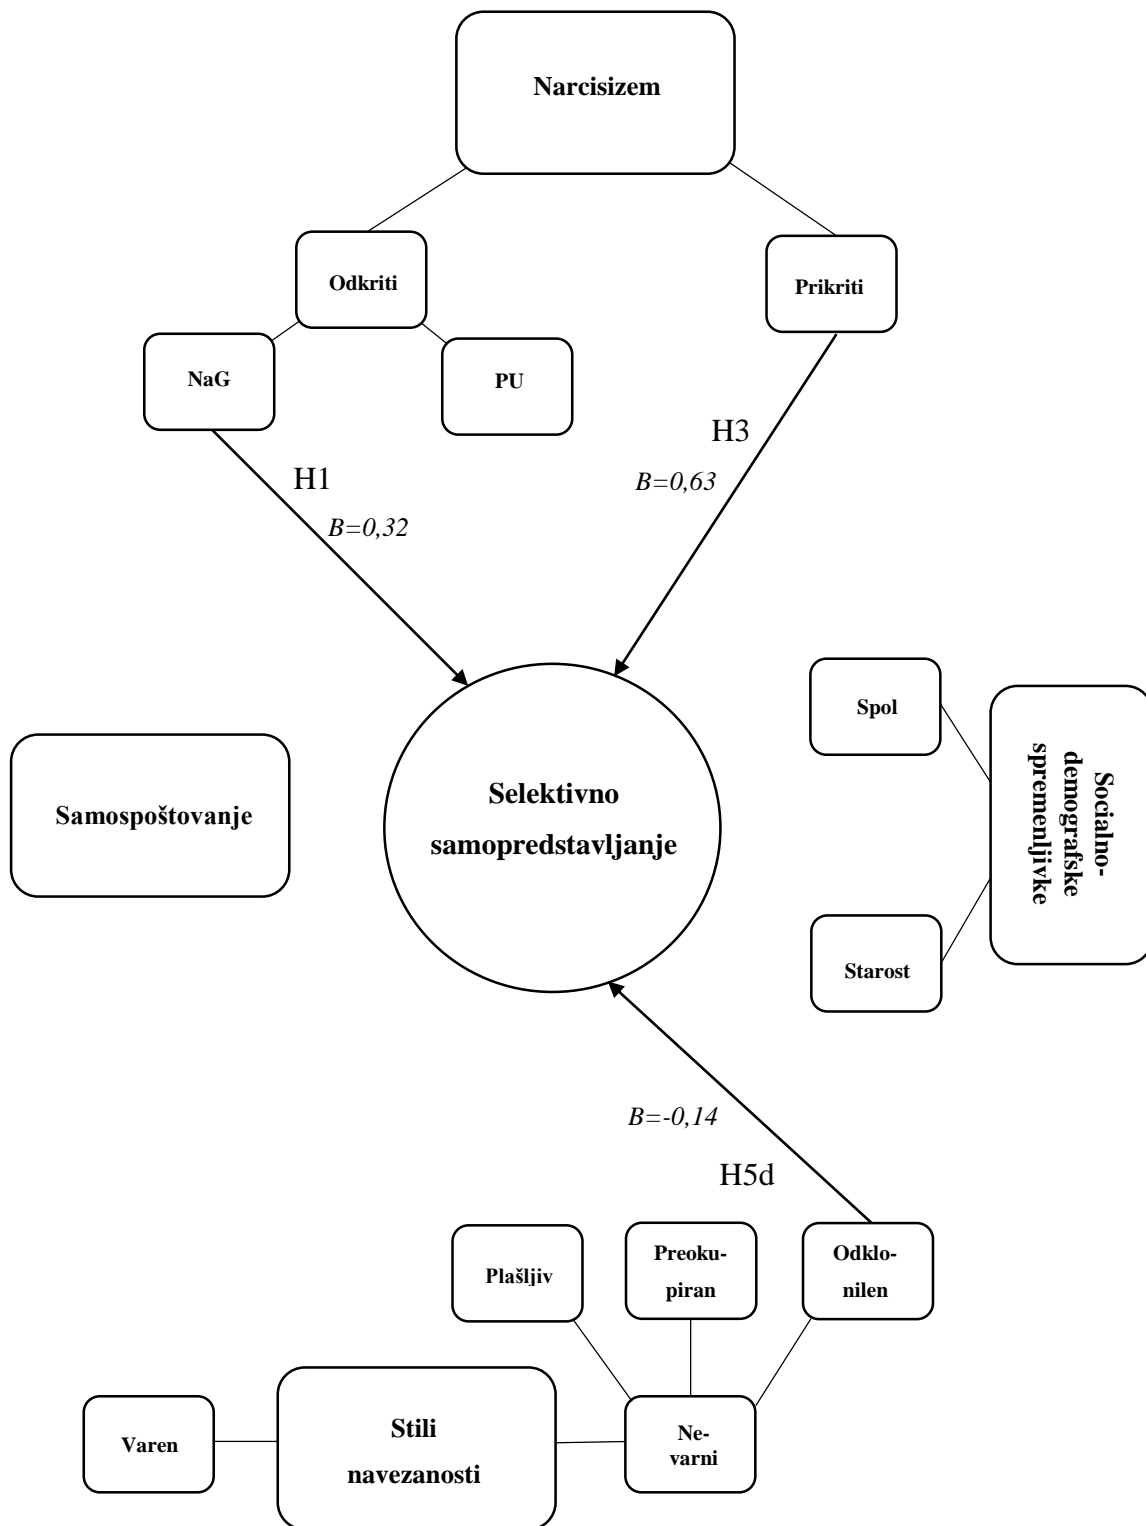 Narcisizem
Odkriti
Prikriti
NaG
PU
H1
B=0,32
H3
B=0,63
Selektivno
samopredstavljanje
Samospoštovanje
Spol
Starost
Socialno-
demografske
spremenljivke
B=-0,14
H5d
Plašljiv
Preoku-
piran
Odklo-
nilen
Varen
Stili
navezanosti
Ne-
varni